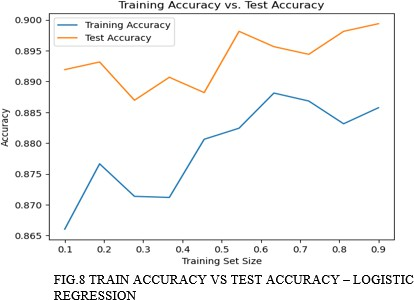 Training Accuracy vs. Test Accuracy
Training Accuracy
Test Accuracy
Accuracy
0.900
0.895
0.890
0.885
0.880
0.875
0.870
0.865
0.1 0.2 0.3 0.4 0.5 0.6 0.7 0.8 0.9
Training Set Size
FIG.8 TRAIN ACCURACY VS TEST ACCURACY – LOGISTIC
REGRESSION